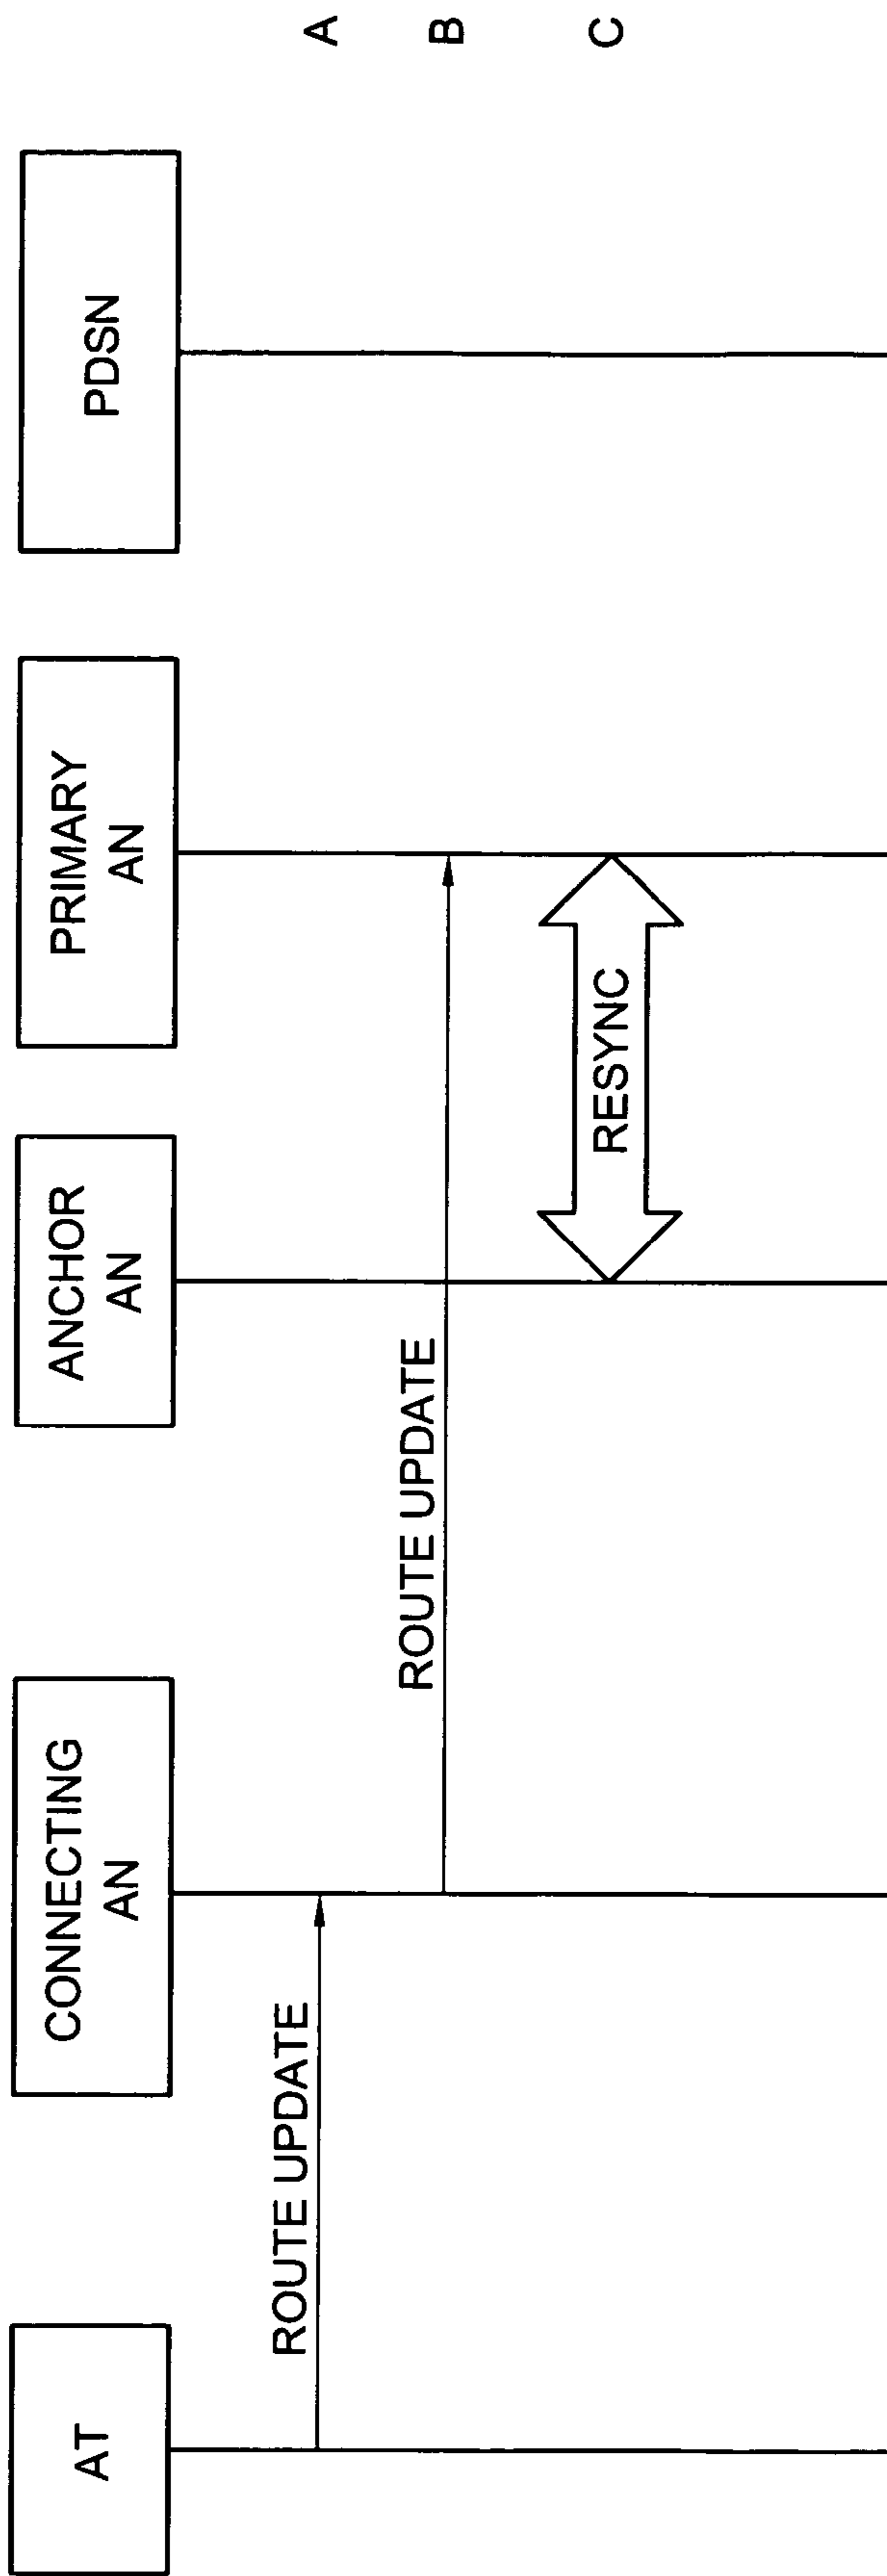 AT
CONNECTING
AN
ANCHOR
AN
PRIMARY
AN
PDSN
ROUTE UPDATE
A
ROUTE UPDATE
B
RESYNC
C